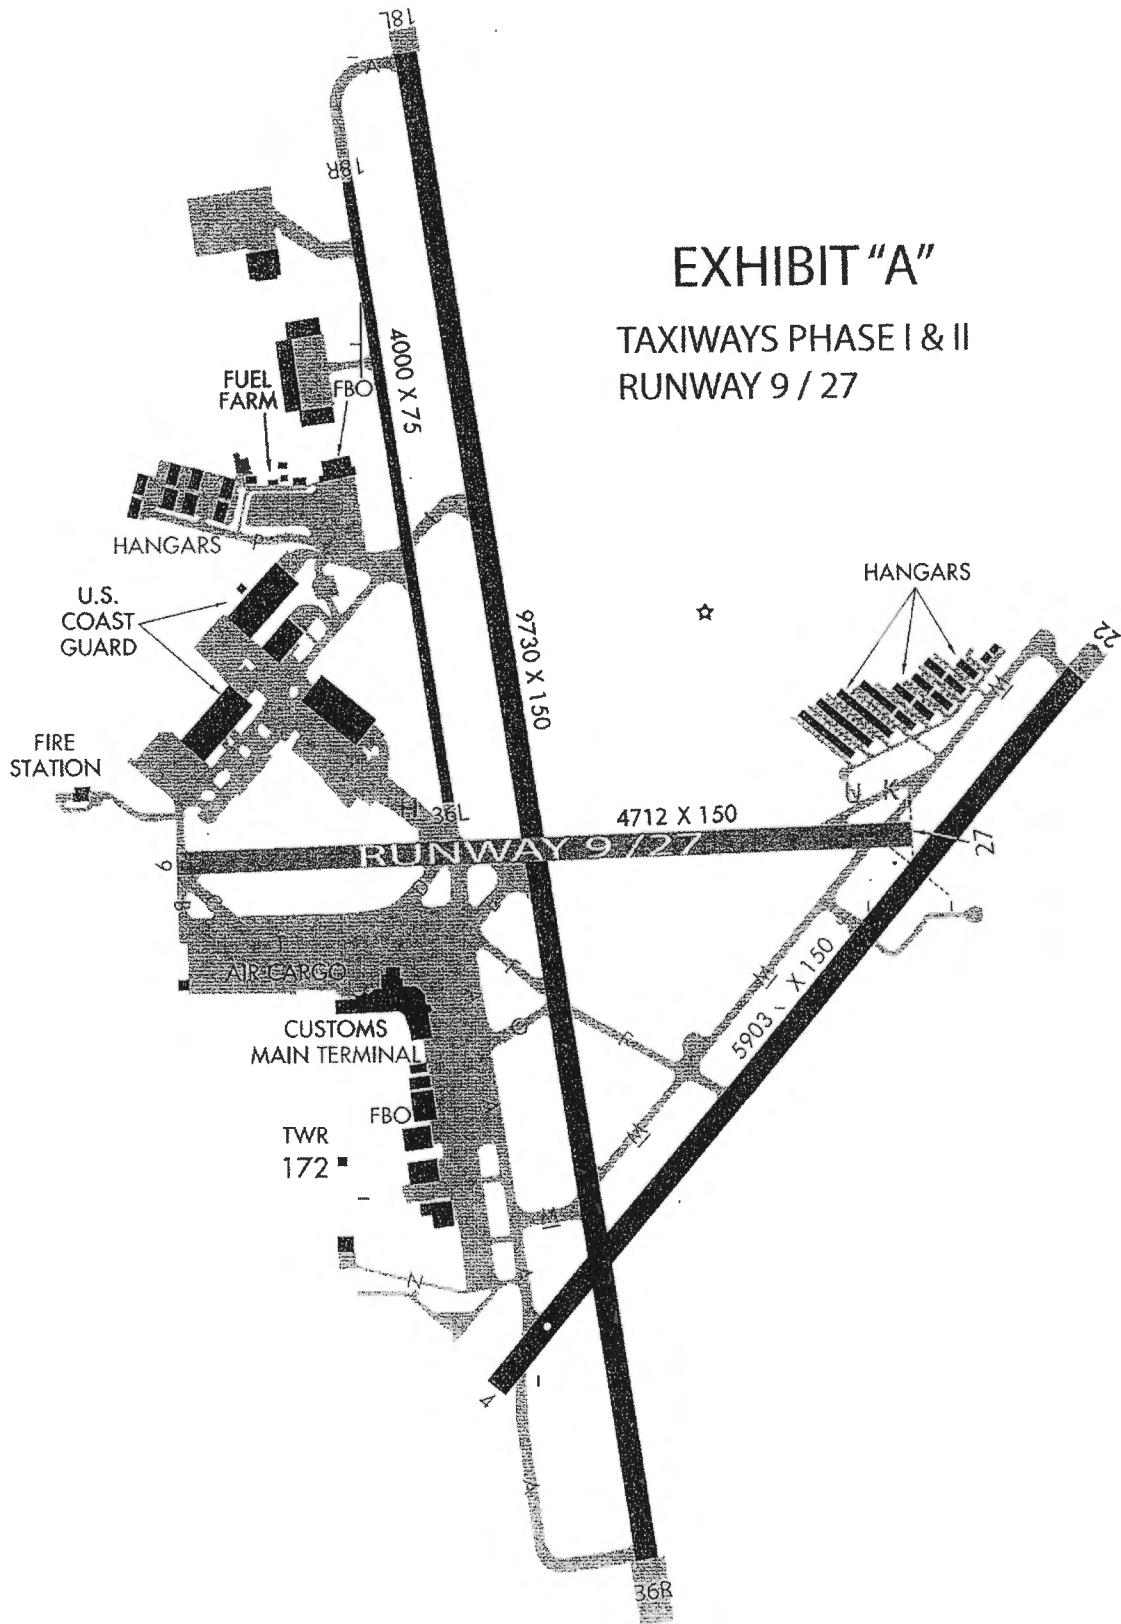 18L
A
18R
EXHIBIT "A"
TAXIWAYS PHASE I & II
RUNWAY 9 / 27
4000 X 75
FUEL
FARM
FBO
HANGARS
P
U.S.
COAST
GUARD
HANGARS
9730 X 150
22
M
FIRE
STATION
H
36L
4712 X 150
U K
RUNWAY 9 / 27
9
27
B
C
D
AIR CARGO
A
CUSTOMS
MAIN TERMINAL
G
R
M
5903 X 150
FBO
TWR
172
M
M
N
A
4
A
36R